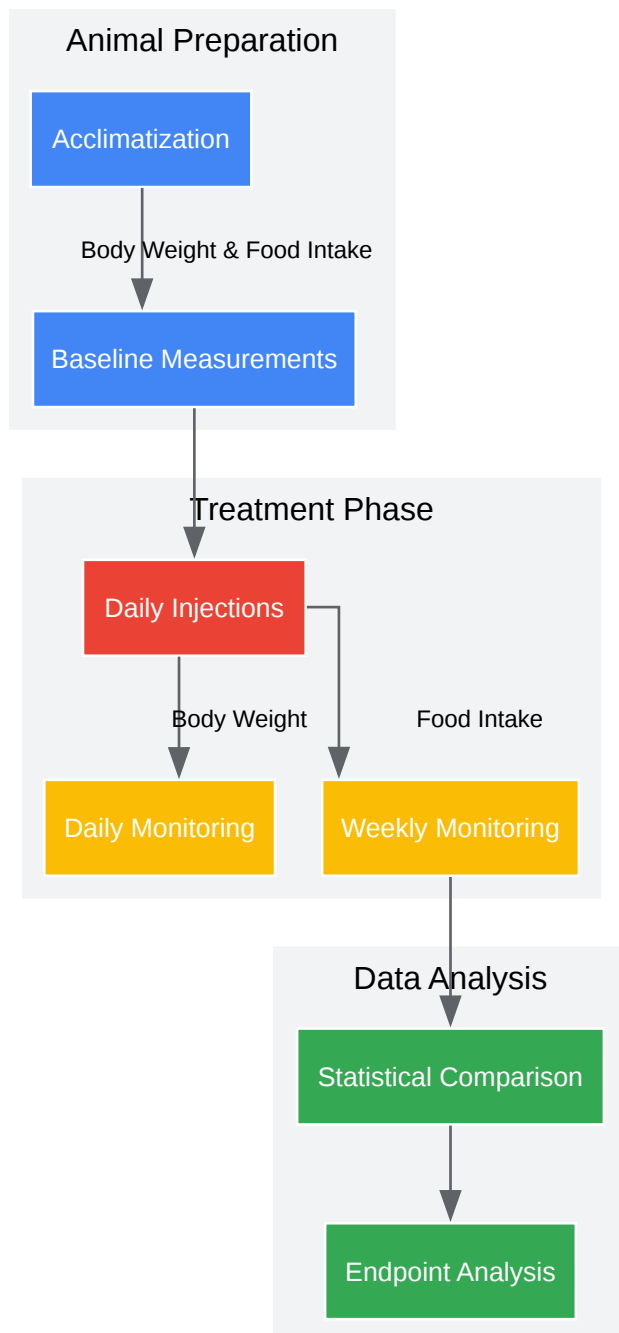 Animal Preparation
Acclimatization
Body Weight & Food Intake
Baseline Measurements
Treatment Phase
Daily Injections
Body Weight
Food Intake
Daily Monitoring
Weekly Monitoring
Data Analysis
Statistical Comparison
Endpoint Analysis